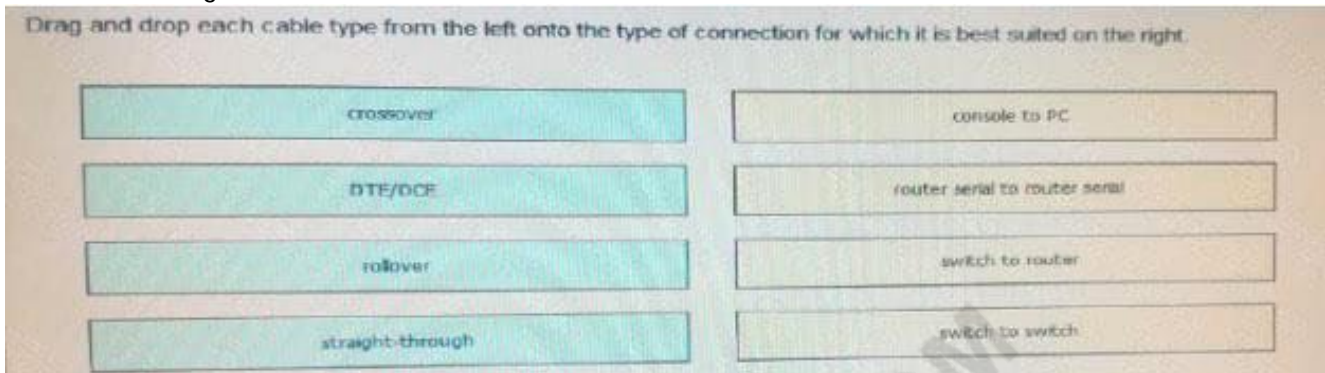 Drag and drop each cable type from the left onto the type of connection for which it is best suited on the right.
crossover
console to PC
DTE/DCE
router serial to router serial
rollover
switch to router
straight-through
switch to switch